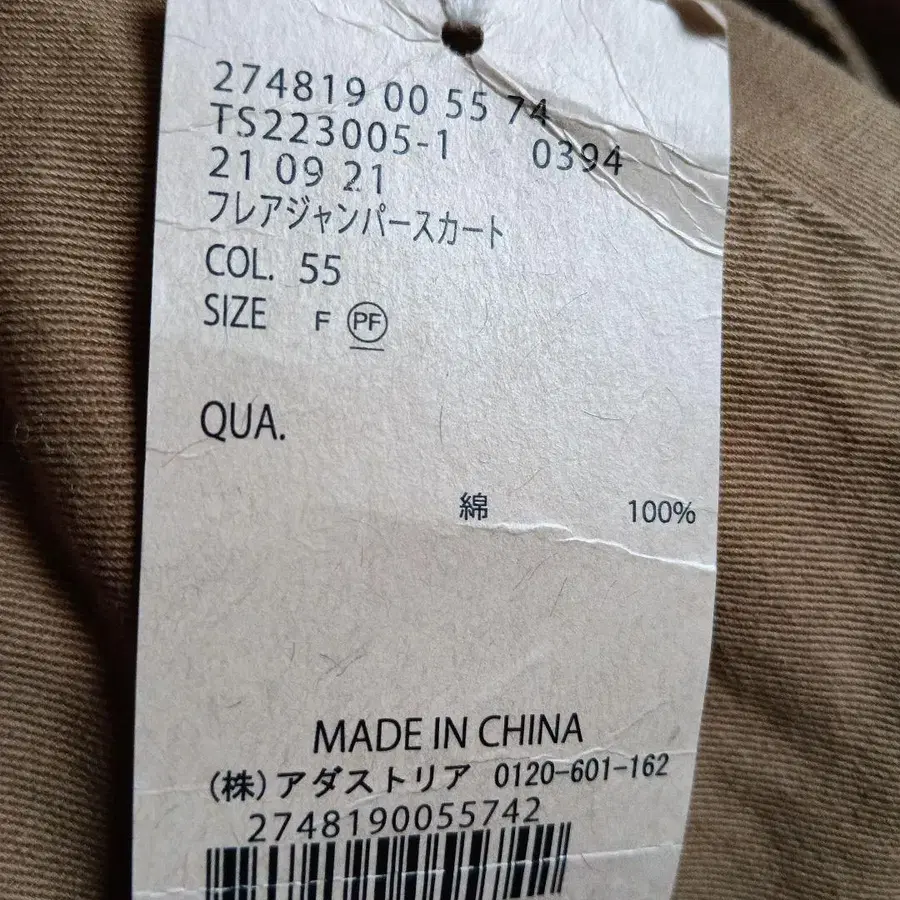 274819 00 55 74
TS223005-1 0394
21 09 21
フレアジャンパースカート
COL. 55
SIZE F PF
QUA.
綿 100%
MADE IN CHINA
(株)アダストリア 0120-601-162
2748190055742